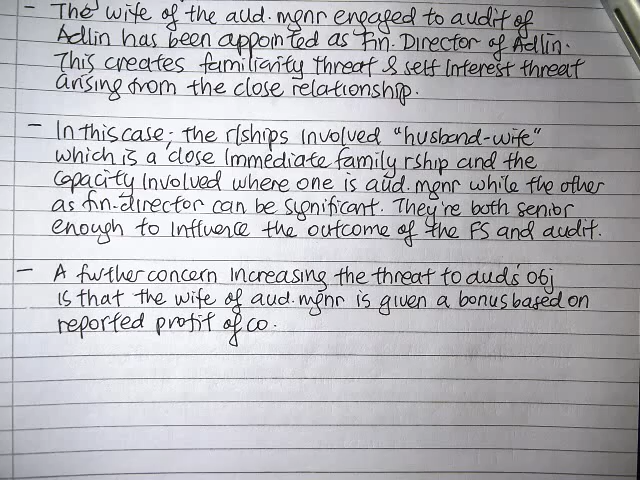 - The wife of the aud. mgnr engaged to audit of
Adlin has been appointed as Fin. Director of Adlin.
This creates familiarity threat & self interest threat
arising from the close relationship.
- In this case, the r/ships involved "husband-wife"
which is a close immediate family rship and the
capacity involved where one is aud. mgnr while the other
as fin. director can be significant. They're both senior
enough to influence the outcome of the FS and audit.
- A further concern increasing the threat to aud's obj
is that the wife of aud. mgnr is given a bonus based on
reported profit of co.